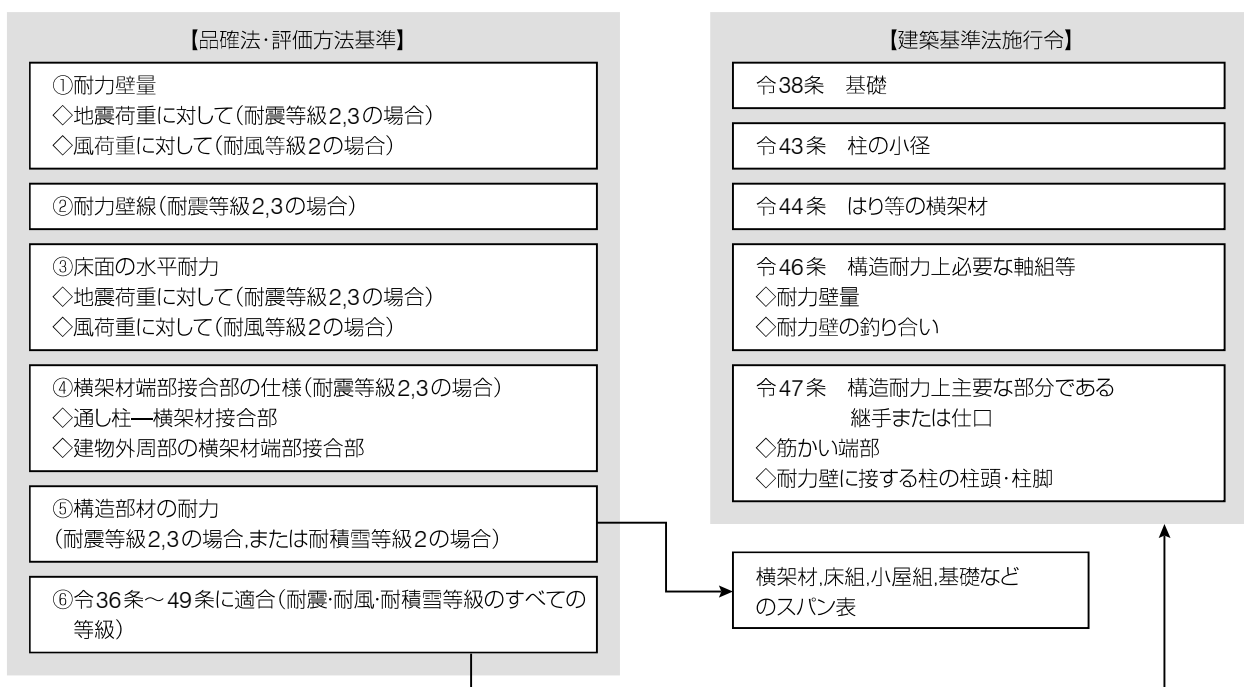 【品確法・評価方法基準】
①耐力壁量
◇地震荷重に対して(耐震等級2,3の場合)
◇風荷重に対して(耐風等級2の場合)
②耐力壁線(耐震等級2,3の場合)
③床面の水平耐力
◇地震荷重に対して(耐震等級2,3の場合)
◇風荷重に対して(耐風等級2の場合)
④横架材端部接合部の仕様(耐震等級2,3の場合)
◇通し柱―横架材接合部
◇建物外周部の横架材端部接合部
⑤構造部材の耐力
(耐震等級2,3の場合,または耐積雪等級2の場合)
⑥令36条〜49条に適合(耐震・耐風・耐積雪等級のすべての
等級)
【建築基準法施行令】
令38条 基礎
令43条 柱の小径
令44条 はり等の横架材
令46条 構造耐力上必要な軸組等
◇耐力壁量
◇耐力壁の釣り合い
令47条 構造耐力上主要な部分である
継手または仕口
◇筋かい端部
◇耐力壁に接する柱の柱頭・柱脚
横架材,床組,小屋組,基礎など
のスパン表